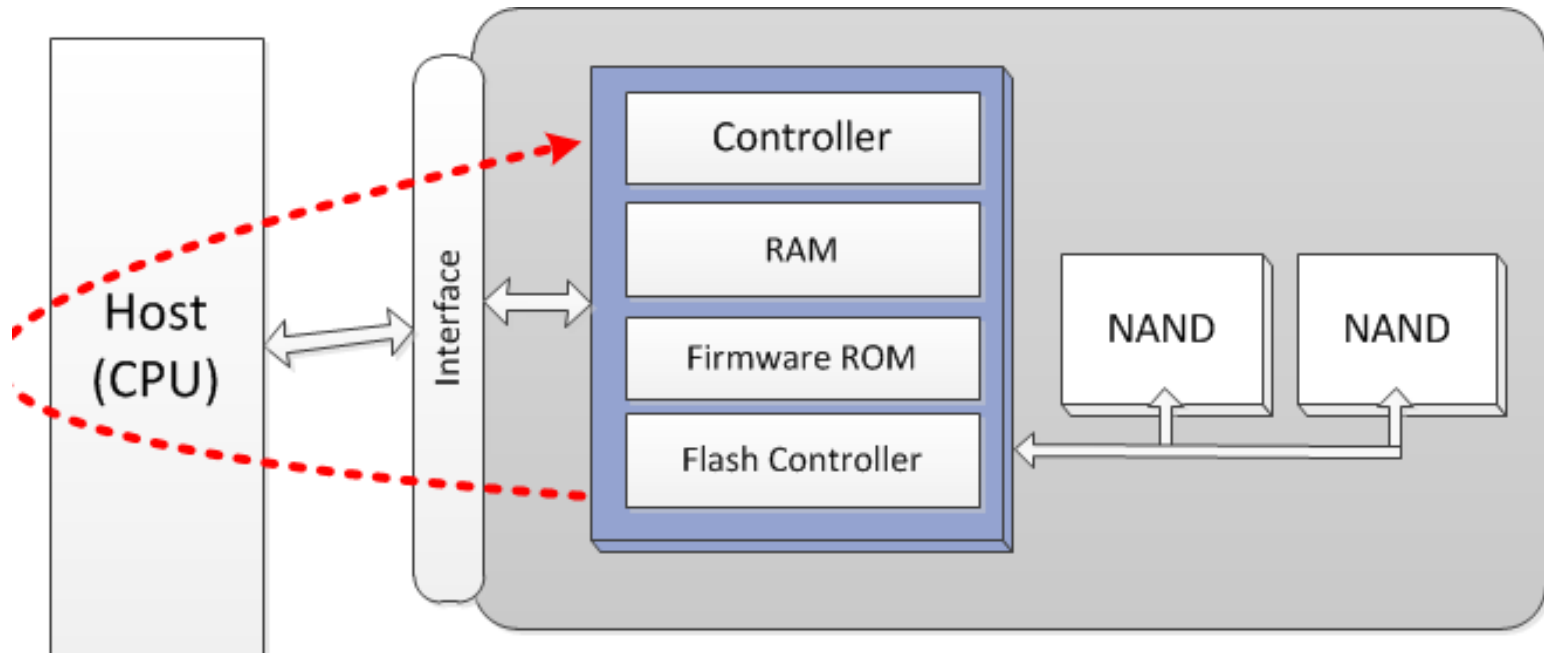 Host
(CPU)
Interface
Controller
RAM
Firmware ROM
Flash Controller
NAND
NAND